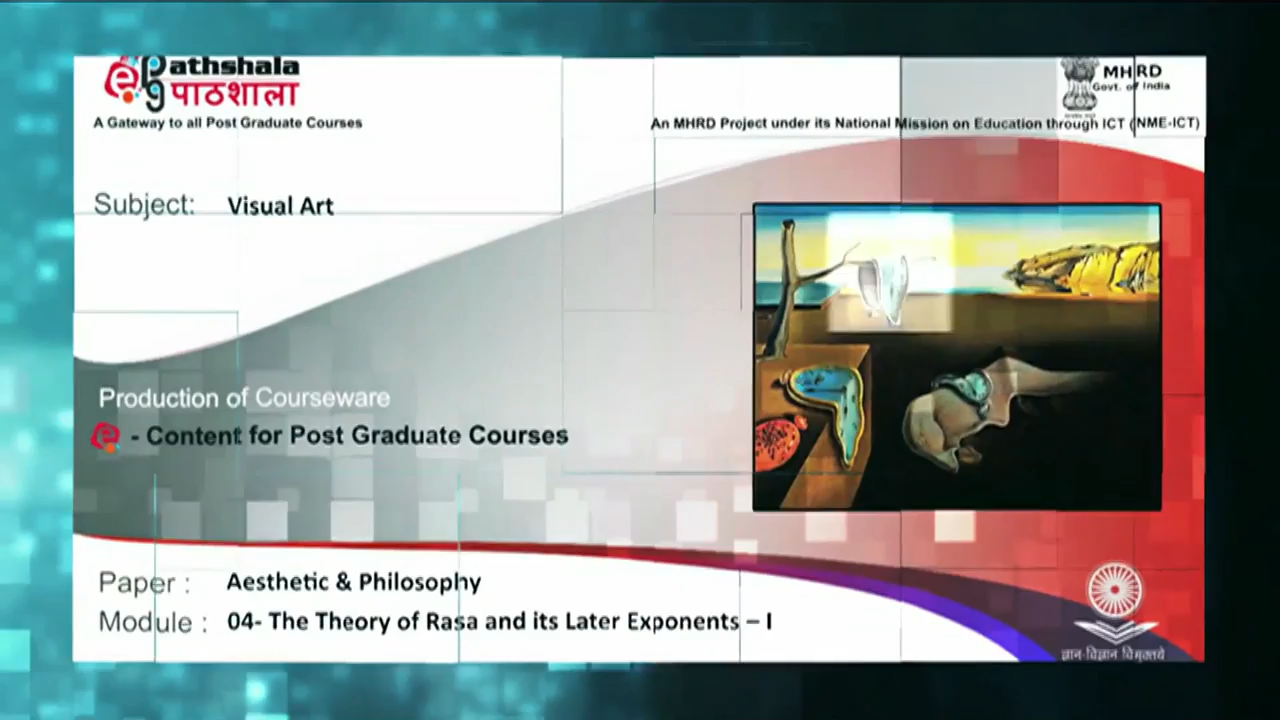 ePathshala
पाठशाला
A Gateway to all Post Graduate Courses
MHRD
Govt. of India
An MHRD Project under its National Mission on Education through ICT (NME-ICT)
Subject: Visual Art
Production of Courseware
e - Content for Post Graduate Courses
Paper : Aesthetic & Philosophy
Module : 04- The Theory of Rasa and its Later Exponents – I
ज्ञान-विज्ञान विमुक्तये